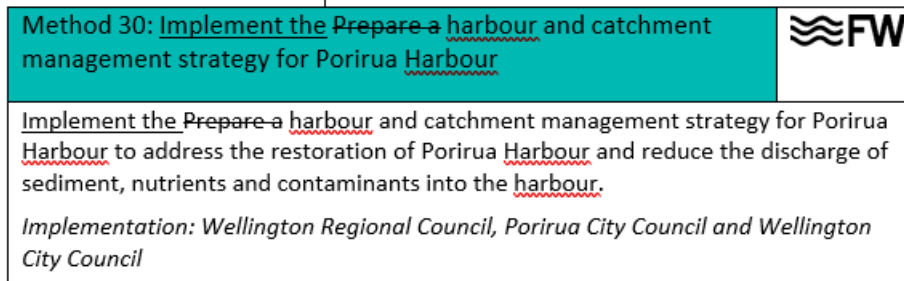 Method 30: Implement the Prepare a harbour and catchment
management strategy for Porirua Harbour
FW
Implement the Prepare a harbour and catchment management strategy for Porirua
Harbour to address the restoration of Porirua Harbour and reduce the discharge of
sediment, nutrients and contaminants into the harbour.
Implementation: Wellington Regional Council, Porirua City Council and Wellington
City Council